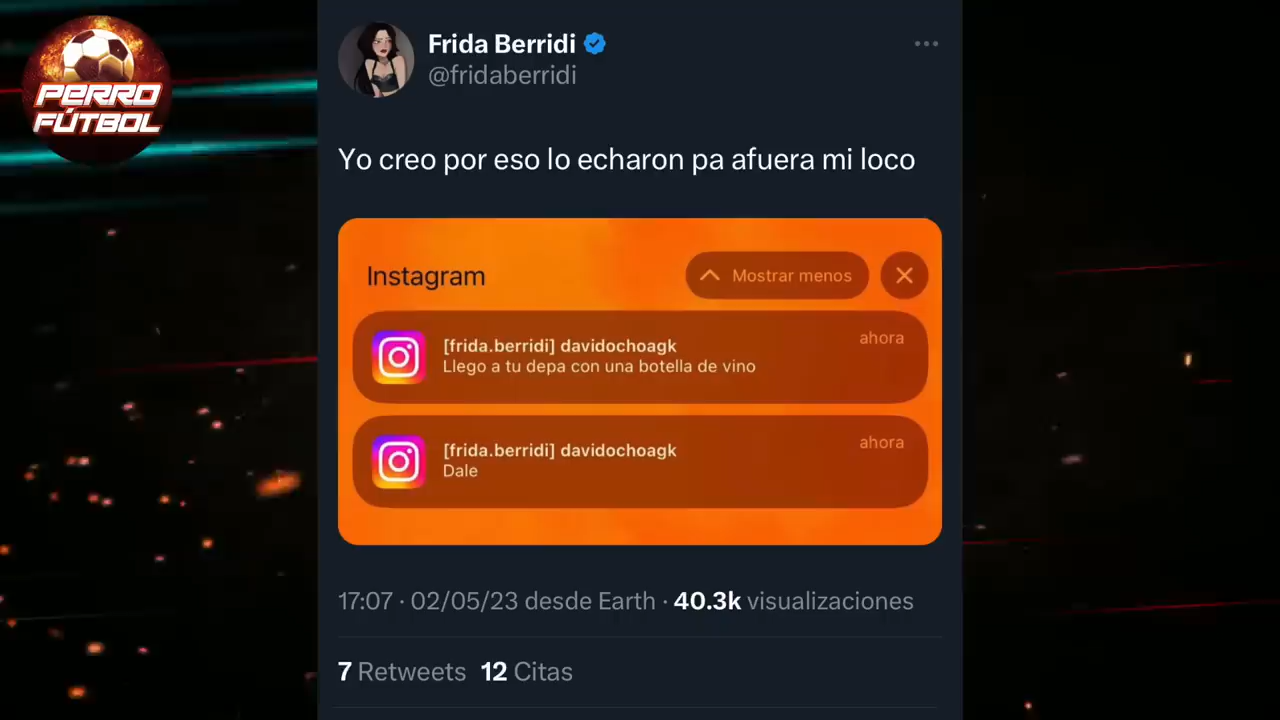 PERRO
FÚTBOL
Frida Berridi
@fridaberridi
Yo creo por eso lo echaron pa afuera mi loco
Instagram
Mostrar menos
[frida.berridi] davidochoagk
ahora
Llego a tu depa con una botella de vino
[frida.berridi] davidochoagk
ahora
Dale
17:07 · 02/05/23 desde Earth · 40.3k visualizaciones
7 Retweets 12 Citas